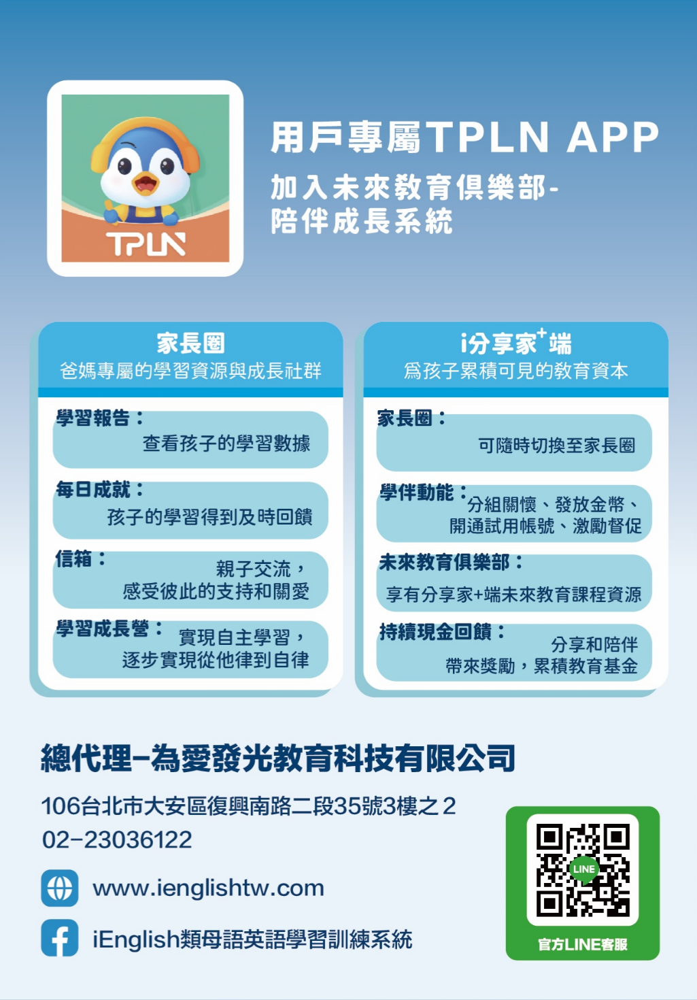 TPLN
用戶專屬TPLN APP
加入未來教育俱樂部-
陪伴成長系統
家長圈
爸媽專屬的學習資源與成長社群
學習報告：
查看孩子的學習數據
每日成就：
孩子的學習得到及時回饋
信箱：
親子交流，
感受彼此的支持和關愛
學習成長營：
實現自主學習，
逐步實現從他律到自律
i分享家+端
爲孩子累積可見的教育資本
家長圈：
可隨時切換至家長圈
學伴動能：
分組關懷、發放金幣、
開通試用帳號、激勵督促
未來教育俱樂部：
享有分享家+端未來教育課程資源
持續現金回饋：
分享和陪伴
帶來獎勵，累積教育基金
總代理–為愛發光教育科技有限公司
106台北市大安區復興南路二段35號3樓之2
02–23036122
www.ienglishtw.com
iEnglish類母語英語學習訓練系統
LINE
官方LINE客服